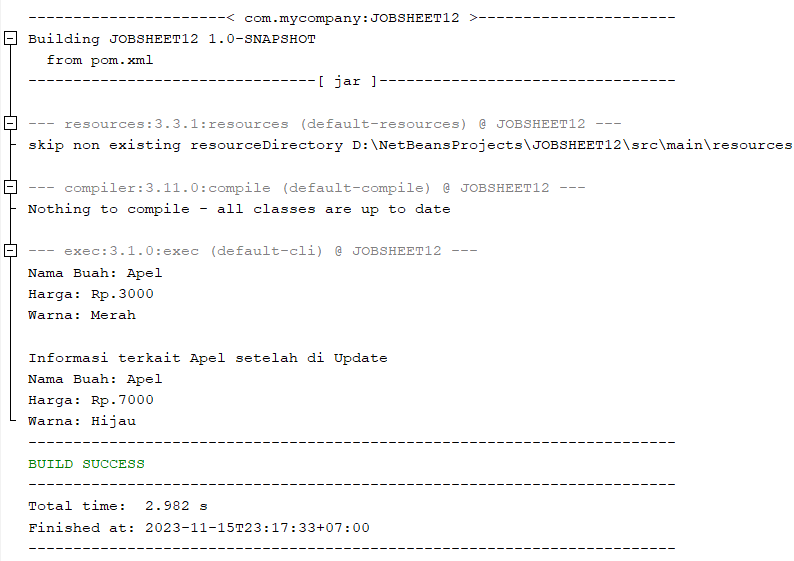 -----------------------< com.mycompany:JOBSHEET12 >----------------------
Building JOBSHEET12 1.0-SNAPSHOT
  from pom.xml
--------------------------------[ jar ]---------------------------------
--- resources:3.3.1:resources (default-resources) @ JOBSHEET12 ---
skip non existing resourceDirectory D:\NetBeansProjects\JOBSHEET12\src\main\resources
--- compiler:3.11.0:compile (default-compile) @ JOBSHEET12 ---
Nothing to compile - all classes are up to date
--- exec:3.1.0:exec (default-cli) @ JOBSHEET12 ---
Nama Buah: Apel
Harga: Rp.3000
Warna: Merah
Informasi terkait Apel setelah di Update
Nama Buah: Apel
Harga: Rp.7000
Warna: Hijau
------------------------------------------------------------------------
BUILD SUCCESS
------------------------------------------------------------------------
Total time:  2.982 s
Finished at: 2023-11-15T23:17:33+07:00
------------------------------------------------------------------------